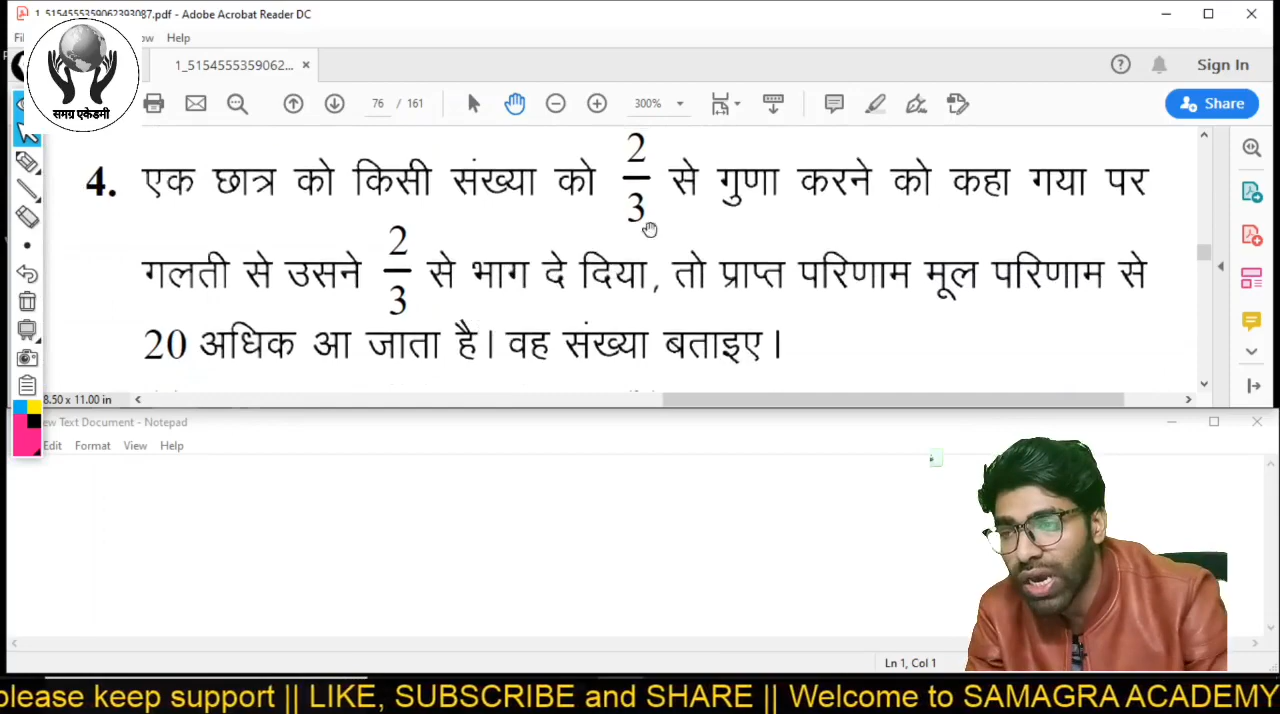 1_5154555359062393087.pdf - Adobe Acrobat Reader DC
Help
समग्र एकेडमी
1_51545553590 62...
Sign In
76 / 161
300%
Share
4. एक छात्र को किसी संख्या को 2/3 से गुणा करने को कहा गया पर
गलती से उसने 2/3 से भाग दे दिया, तो प्राप्त परिणाम मूल परिणाम से
20 अधिक आ जाता है। वह संख्या बताइए।
8.50 x 11.00 in
ew Text Document - Notepad
Edit Format View Help
Ln 1, Col 1
please keep support || LIKE, SUBSCRIBE and SHARE || Welcome to SAMAGRA ACADEMY